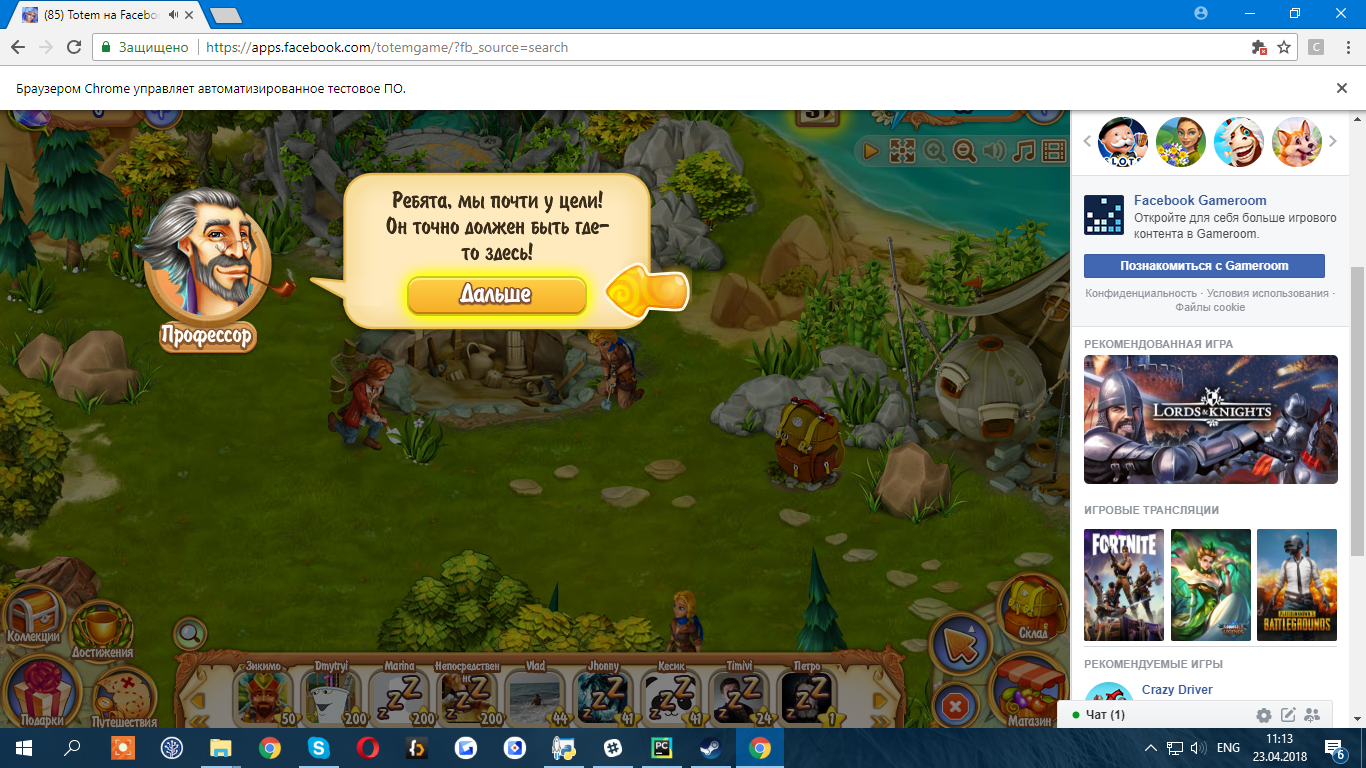 (85) Totem на Facebo
Защищено
https://apps.facebook.com/totemgame/?fb_source=search
C
Браузером Chrome управляет автоматизированное тестовое ПО.
SLOTS
Ребята, мы почти у цели!
Он точно должен быть где-
то здесь!
Дальше
Профессор
Facebook Gameroom
Откройте для себя больше игрового
контента в Gameroom.
Познакомиться с Gameroom
Конфиденциальность · Условия использования ·
Файлы cookie
РЕКОМЕНДОВАННАЯ ИГРА
LORDS & KNIGHTS
ИГРОВЫЕ ТРАНСЛЯЦИИ
FORTNITE
BATTLEGROUNDS
РЕКОМЕНДУЕМЫЕ ИГРЫ
Crazy Driver
Чат (1)
Коллекции
Достижения
Подарки
Путешествия
Зикимо
50
Dmytryi
200
Marina
200
Непосредствен
нс
200
Vlad
44
Jhonny
41
Кесик
41
Timivi
24
Петро
1
Склад
Магазин
ENG
11:13
23.04.2018
6